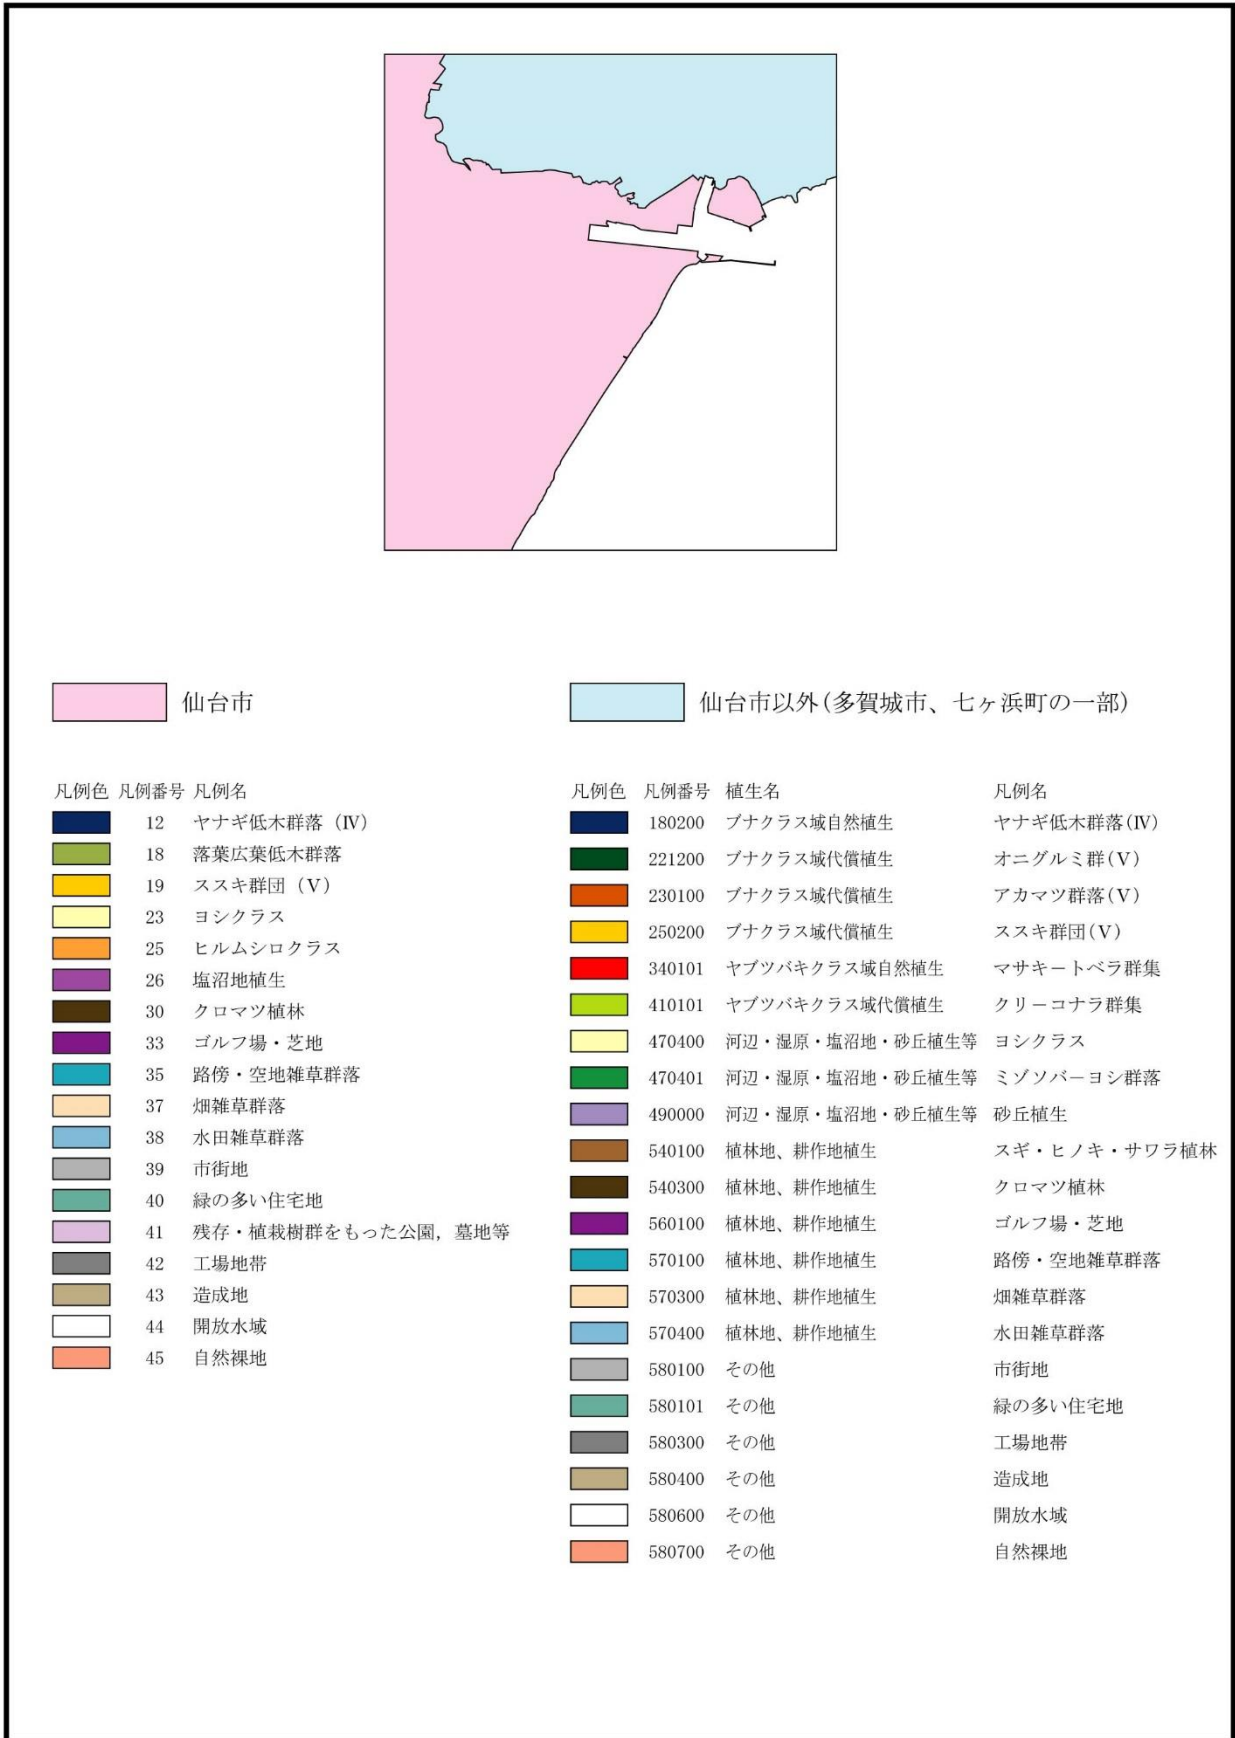 仙台市
仙台市以外(多賀城市、七ヶ浜町の一部)
凡例色 凡例番号 凡例名
12 ヤナギ低木群落（Ⅳ）
18 落葉広葉低木群落
19 ススキ群団（Ⅴ）
23 ヨシクラス
25 ヒルムシロクラス
26 塩沼地植生
30 クロマツ植林
33 ゴルフ場・芝地
35 路傍・空地雑草群落
37 畑雑草群落
38 水田雑草群落
39 市街地
40 緑の多い住宅地
41 残存・植栽樹群をもった公園，墓地等
42 工場地帯
43 造成地
44 開放水域
45 自然裸地
凡例色 凡例番号 植生名 凡例名
180200 ブナクラス域自然植生 ヤナギ低木群落(Ⅳ)
221200 ブナクラス域代償植生 オニグルミ群(Ⅴ)
230100 ブナクラス域代償植生 アカマツ群落(Ⅴ)
250200 ブナクラス域代償植生 ススキ群団(Ⅴ)
340101 ヤブツバキクラス域自然植生 マサキートベラ群集
410101 ヤブツバキクラス域代償植生 クリーコナラ群集
470400 河辺・湿原・塩沼地・砂丘植生等 ヨシクラス
470401 河辺・湿原・塩沼地・砂丘植生等 ミゾソバーヨシ群落
490000 河辺・湿原・塩沼地・砂丘植生等 砂丘植生
540100 植林地、耕作地植生 スギ・ヒノキ・サワラ植林
540300 植林地、耕作地植生 クロマツ植林
560100 植林地、耕作地植生 ゴルフ場・芝地
570100 植林地、耕作地植生 路傍・空地雑草群落
570300 植林地、耕作地植生 畑雑草群落
570400 植林地、耕作地植生 水田雑草群落
580100 その他 市街地
580101 その他 緑の多い住宅地
580300 その他 工場地帯
580400 その他 造成地
580600 その他 開放水域
580700 その他 自然裸地